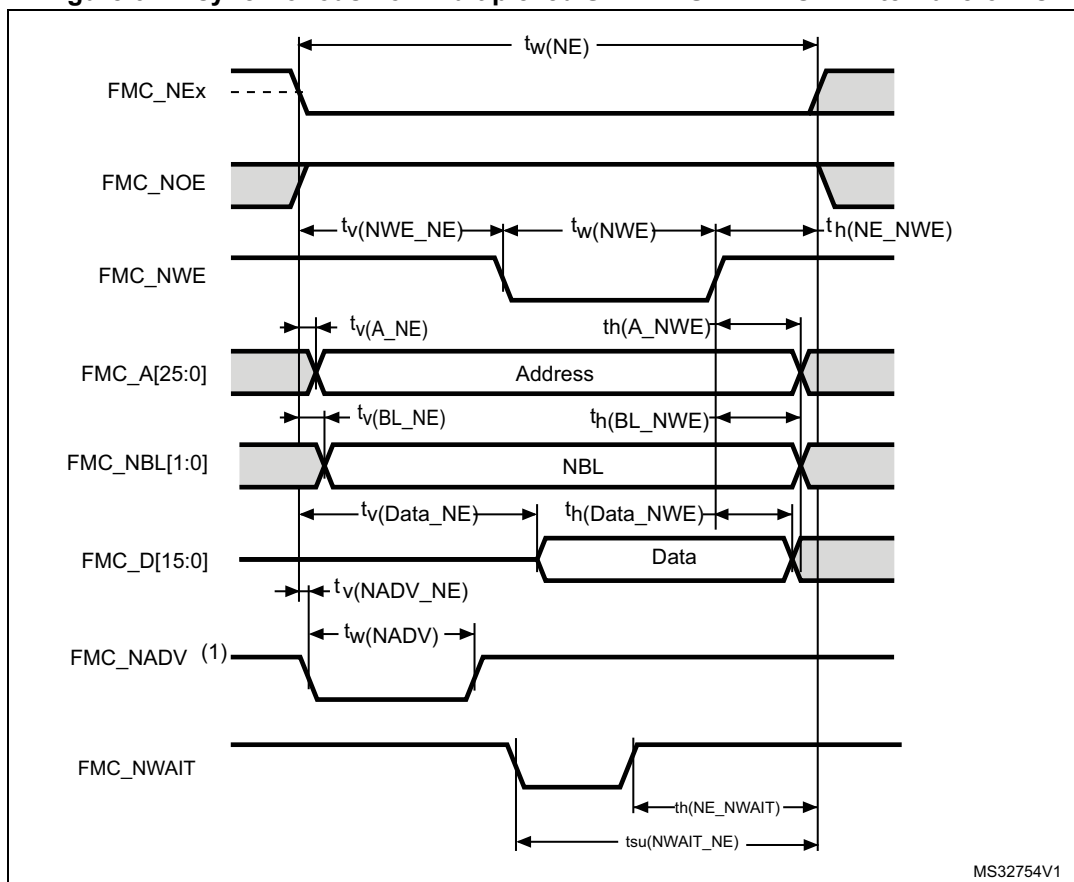 tw(NE)
FMC_NEx
FMC_NOE
tv(NWE_NE) tw(NWE) th(NE_NWE)
FMC_NWE
tv(A_NE) th(A_NWE)
FMC_A[25:0] Address
tv(BL_NE) th(BL_NWE)
FMC_NBL[1:0] NBL
tv(Data_NE) th(Data_NWE)
FMC_D[15:0] Data
tv(NADV_NE)
tw(NADV)
FMC_NADV (1)
FMC_NWAIT
th(NE_NWAIT)
tsu(NWAIT_NE)
MS32754V1